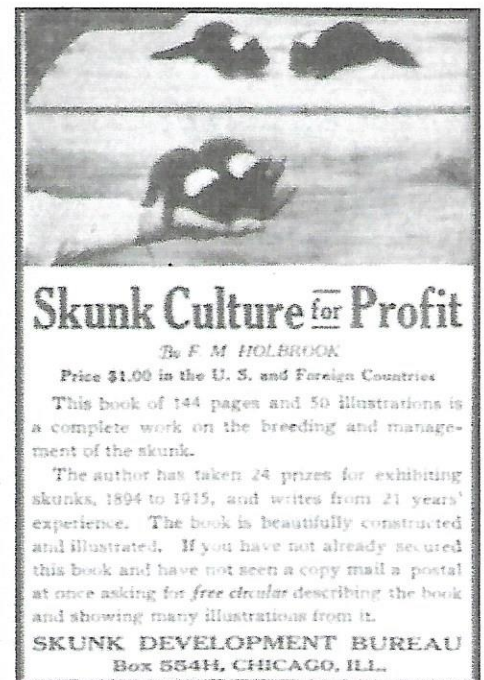 Skunk Culture for Profit
By F. M. HOLBROOK
Price $1.00 in the U. S. and Foreign Countries
This book of 144 pages and 50 illustrations is
a complete work on the breeding and manage-
ment of the skunk.
The author has taken 24 prizes for exhibiting
skunks, 1894 to 1915, and writes from 21 years'
experience. The book is beautifully constructed
and illustrated. If you have not already secured
this book and have not seen a copy mail a postal
at once asking for free circular describing the book
and showing many illustrations from it.
SKUNK DEVELOPMENT BUREAU
Box 554H, CHICAGO, ILL.